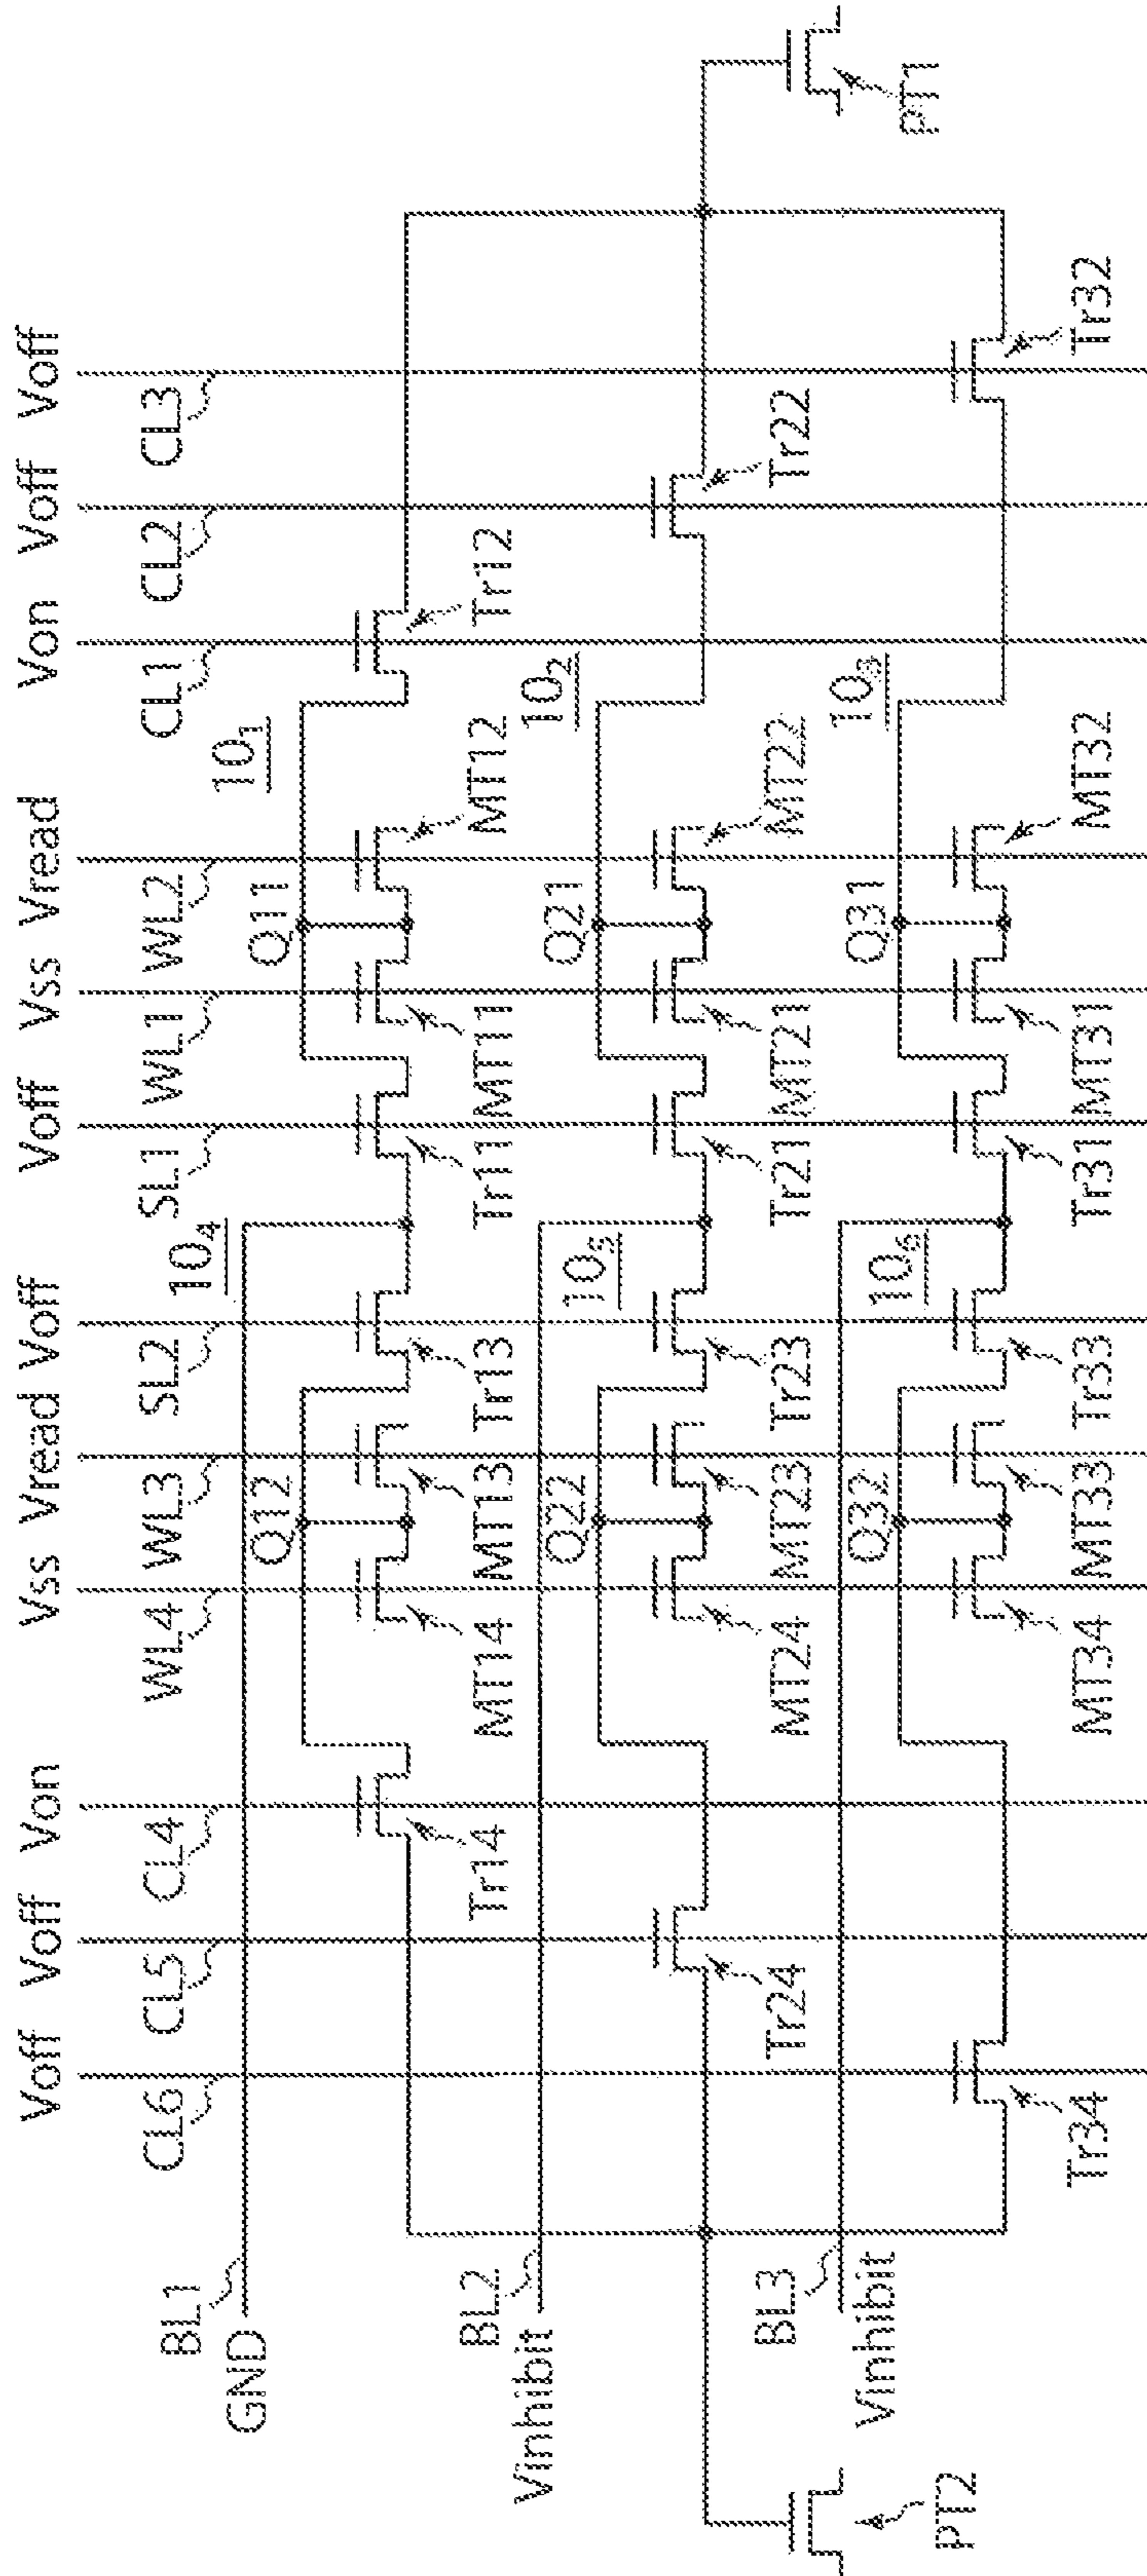 Voff Voff Von Vss Vread Voff Voff Vss Vread Von Voff Voff
CL6 CL5 CL4 WL4 WL3 SL2 SL1 WL1 WL2 CL1 CL2 CL3
BL1
GND
10₄
10₁
Q12
Q11
Tr14
MT14 MT13 Tr13
Tr11 MT11
MT12
Tr12
BL2
Vinhibit
10₅
10₂
Q22
Q21
Tr24
MT24 MT23 Tr23
Tr21 MT21
MT22
Tr22
BL3
Vinhibit
10₆
10₃
Q32
Q31
PT2
PT1
Tr34
MT34 MT33 Tr33
Tr31 MT31
MT32
Tr32